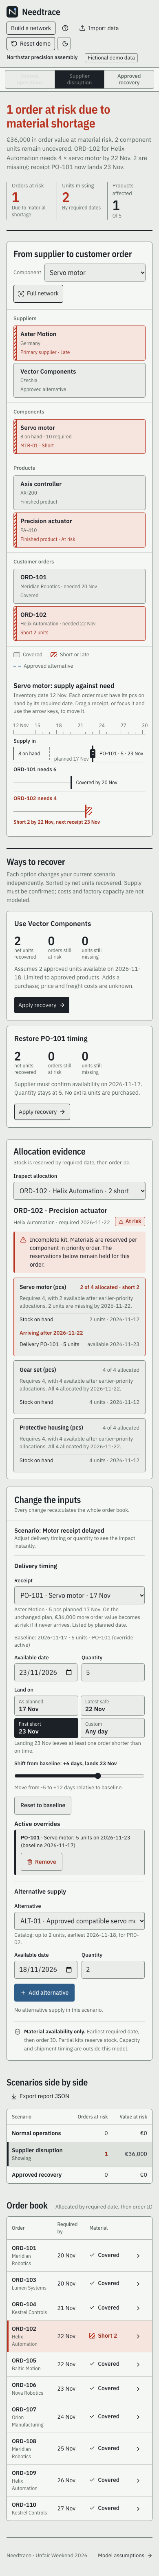 Needtrace
Build a network
Import data
Reset demo
Northstar precision assembly
Fictional demo data
Supplier disruption
Approved recovery
1 order at risk due to material shortage
€36,000 in order value at material risk. 2 component units remain uncovered. ORD-102 for Helix Automation needs 4 servo motor by 22 Nov. 2 are missing: receipt PO-101 now lands 23 Nov.
Orders at risk
1
Due to material shortage
Units missing
2
By required dates
Products affected
1
Of 5
From supplier to customer order
Component
Servo motor
Full network
Suppliers
Aster Motion
Germany
Primary supplier · Late
Vector Components
Czechia
Approved alternative
Components
Servo motor
8 on hand · 10 required
MTR-01 · Short
Products
Axis controller
AX-200
Finished product
Precision actuator
PA-410
Finished product · At risk
Customer orders
ORD-101
Meridian Robotics · needed 20 Nov
Covered
ORD-102
Helix Automation · needed 22 Nov
Short 2 units
Covered
Short or late
Approved alternative
Servo motor: supply against need
Inventory date 12 Nov. Each order must have its pcs on hand by its required date. Drag a receipt, or focus it and use the arrow keys, to move it.
12 Nov 15 18 21 24 27 30
Supply in
8 on hand
planned 17 Nov
PO-101 · 5 · 23 Nov
ORD-101 needs 6
Covered by 20 Nov
ORD-102 needs 4
Short 2 by 22 Nov, next receipt 23 Nov
Ways to recover
Each option changes your current scenario independently. Sorted by net units recovered. Supply must be confirmed; costs and factory capacity are not modeled.
Use Vector Components
2
net units recovered
0
orders still at risk
0
units still missing
Assumes 2 approved units available on 2026-11-18. Limited to approved products. Adds a purchase; price and freight costs are unknown.
Apply recovery
Restore PO-101 timing
2
net units recovered
0
orders still at risk
0
units still missing
Supplier must confirm availability on 2026-11-17. Quantity stays at 5. No extra units are purchased.
Apply recovery
Allocation evidence
Stock is reserved by required date, then order ID.
Inspect allocation
ORD-102 · Helix Automation · 2 short
ORD-102 · Precision actuator
Helix Automation · required 2026-11-22
At risk
Incomplete kit. Materials are reserved per component in priority order. The reservations below remain held for this order.
Servo motor (pcs)
2 of 4 allocated · short 2
Requires 4, with 2 available after earlier-priority allocations. 2 units are missing by 2026-11-22.
Stock on hand
2 units · 2026-11-12
Arriving after 2026-11-22
Delivery PO-101 · 5 units
available 2026-11-23
Gear set (pcs)
4 of 4 allocated
Requires 4, with 4 available after earlier-priority allocations. All 4 allocated by 2026-11-22.
Stock on hand
4 units · 2026-11-12
Protective housing (pcs)
4 of 4 allocated
Requires 4, with 4 available after earlier-priority allocations. All 4 allocated by 2026-11-22.
Stock on hand
4 units · 2026-11-12
Change the inputs
Every change recalculates the whole order book.
Scenario: Motor receipt delayed
Adjust delivery timing or quantity to see the impact instantly.
Delivery timing
Receipt
PO-101 · Servo motor · 17 Nov
Aster Motion · 5 pcs planned 17 Nov. On the unchanged plan, €36,000 more order value becomes at risk if it never arrives. Listed by planned date.
Baseline: 2026-11-17 · 5 units · PO-101 (override active)
Available date
23/11/2026
Quantity
5
Land on
As planned
17 Nov
Latest safe
22 Nov
First short
23 Nov
Custom
Any day
Landing 23 Nov leaves at least one order shorter than on time.
Shift from baseline: +6 days, lands 23 Nov
Move from -5 to +12 days relative to baseline.
Reset to baseline
Active overrides
PO-101 · Servo motor: 5 units on 2026-11-23 (baseline 2026-11-17)
Remove
Alternative supply
Alternative
ALT-01 · Approved compatible servo mo
Catalog: up to 2 units, earliest 2026-11-18, for PRD-02.
Available date
18/11/2026
Quantity
2
Add alternative
No alternative supply in this scenario.
Material availability only. Earliest required date, then order ID. Partial kits reserve stock. Capacity and shipment timing are outside this model.
Scenarios side by side
Export report JSON
Scenario Orders at risk Value at risk
Normal operations 0 €0
Supplier disruption
Showing
1 €36,000
Approved recovery 0 €0
Order book
Allocated by required date, then order ID
Order Required by Material
ORD-101
Meridian Robotics
20 Nov Covered
ORD-103
Lumen Systems
20 Nov Covered
ORD-104
Kestrel Controls
21 Nov Covered
ORD-102
Helix Automation
22 Nov Short 2
ORD-105
Baltic Motion
22 Nov Covered
ORD-106
Nova Robotics
23 Nov Covered
ORD-107
Orion Manufacturing
24 Nov Covered
ORD-108
Meridian Robotics
25 Nov Covered
ORD-109
Helix Automation
26 Nov Covered
ORD-110
Kestrel Controls
27 Nov Covered
Needtrace · Unfair Weekend 2026
Model assumptions